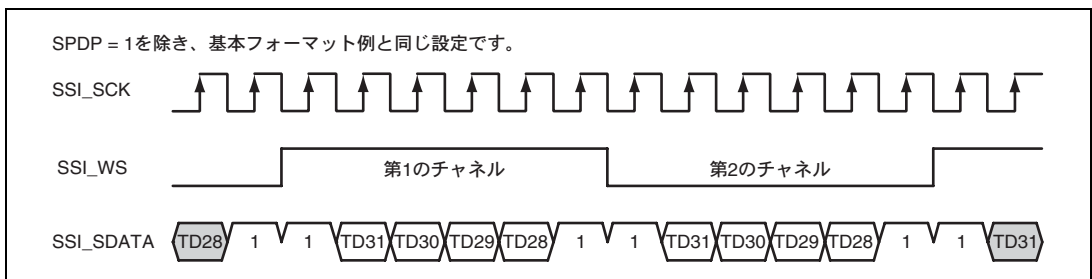 SPDP = 1を除き、基本フォーマット例と同じ設定です。
SSI_SCK
SSI_WS 第1のチャネル 第2のチャネル
SSI_SDATA TD28 1 1 TD31 TD30 TD29 TD28 1 1 TD31 TD30 TD29 TD28 1 1 TD31